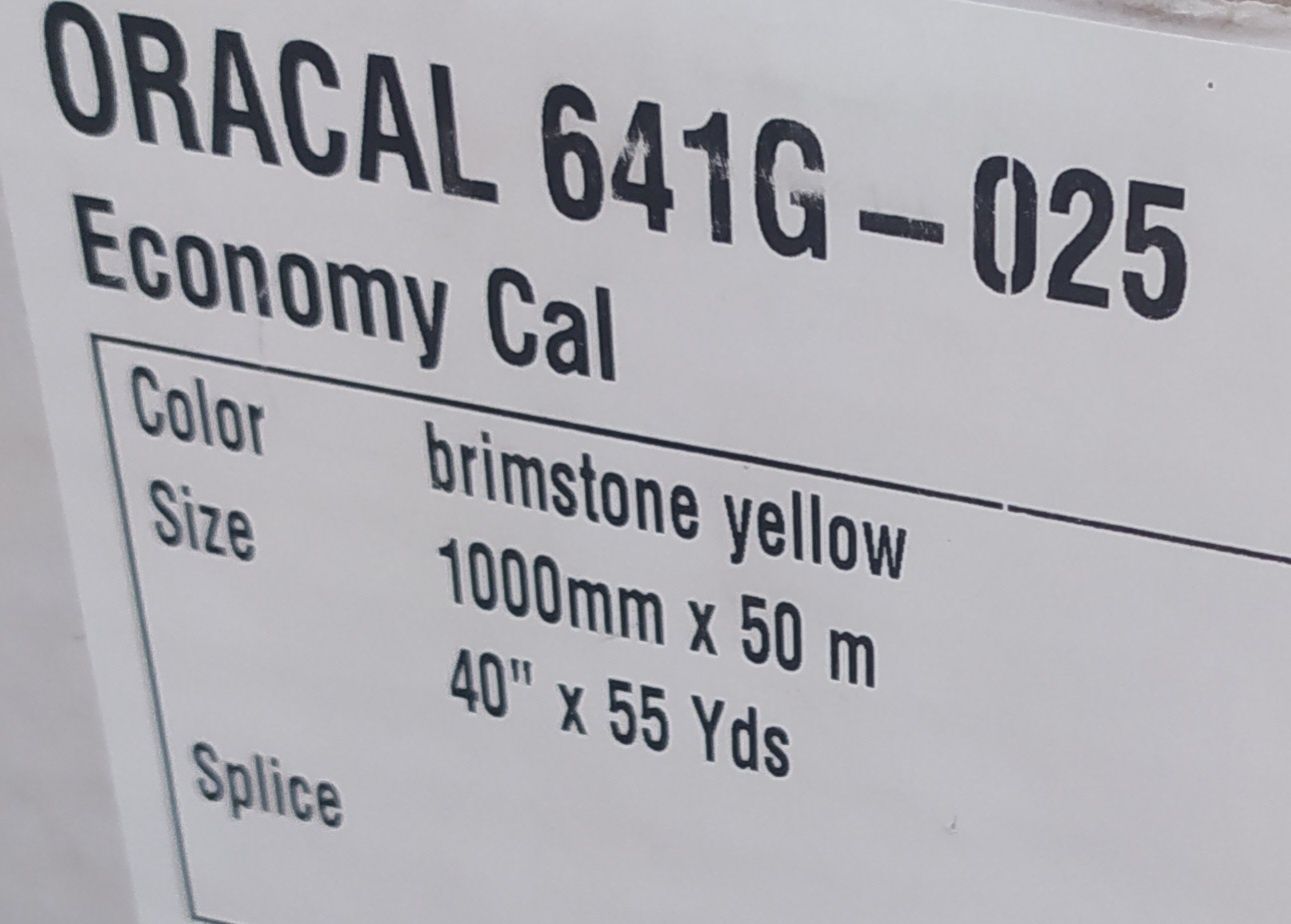 ORACAL 641G-025
Economy Cal
Color brimstone yellow
Size 1000mm x 50 m
40" x 55 Yds
Splice